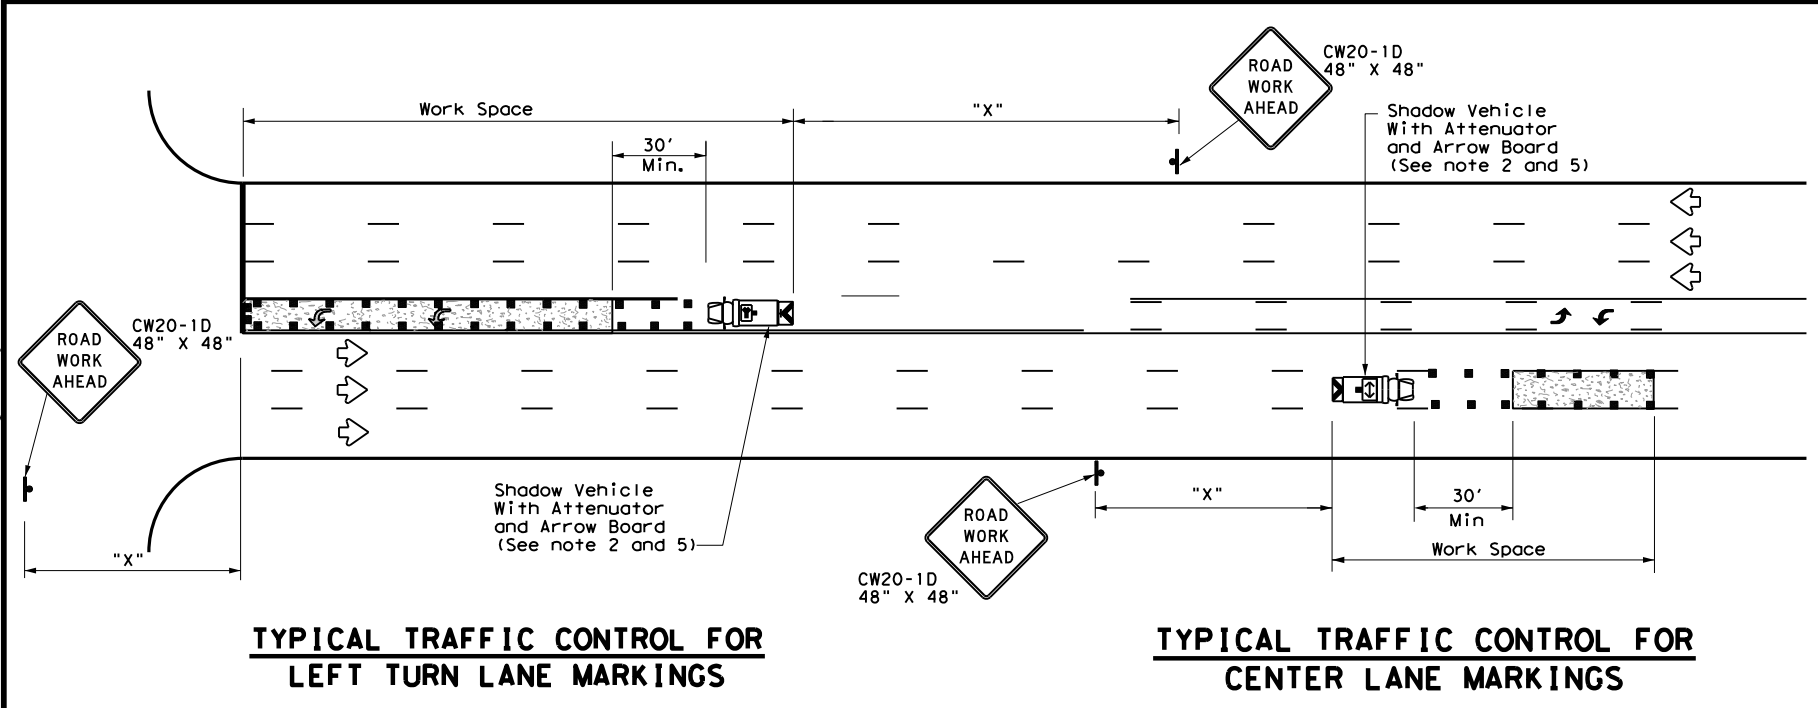 ROAD
WORK
AHEAD
CW20-1D
48" X 48"
Work Space
"X"
30'
Min.
Shadow Vehicle
With Attenuator
and Arrow Board
(See note 2 and 5)
ROAD
WORK
AHEAD
CW20-1D
48" X 48"
"X"
Shadow Vehicle
With Attenuator
and Arrow Board
(See note 2 and 5)
ROAD
WORK
AHEAD
CW20-1D
48" X 48"
"X"
30'
Min
Work Space
TYPICAL TRAFFIC CONTROL FOR
LEFT TURN LANE MARKINGS
TYPICAL TRAFFIC CONTROL FOR
CENTER LANE MARKINGS